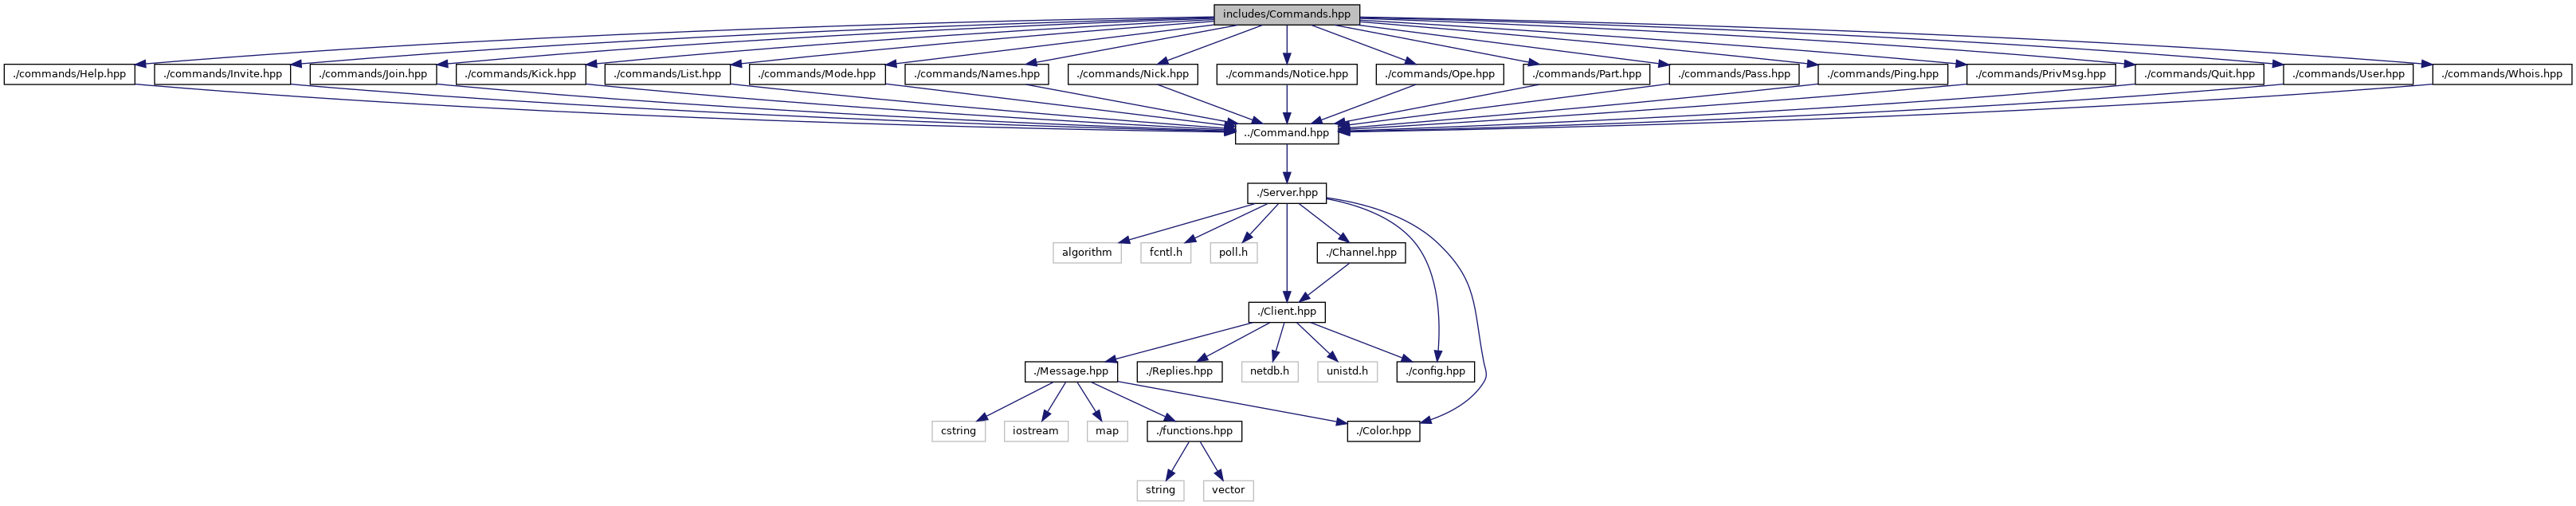 includes/Commands.hpp
./commands/Help.hpp
./commands/Invite.hpp
./commands/Join.hpp
./commands/Kick.hpp
./commands/List.hpp
./commands/Mode.hpp
./commands/Names.hpp
./commands/Nick.hpp
./commands/Notice.hpp
./commands/Ope.hpp
./commands/Part.hpp
./commands/Pass.hpp
./commands/Ping.hpp
./commands/PrivMsg.hpp
./commands/Quit.hpp
./commands/User.hpp
./commands/Whois.hpp
../Command.hpp
./Server.hpp
algorithm
fcntl.h
poll.h
./Channel.hpp
./Client.hpp
./Message.hpp
./Replies.hpp
netdb.h
unistd.h
./config.hpp
cstring
iostream
map
./functions.hpp
./Color.hpp
string
vector